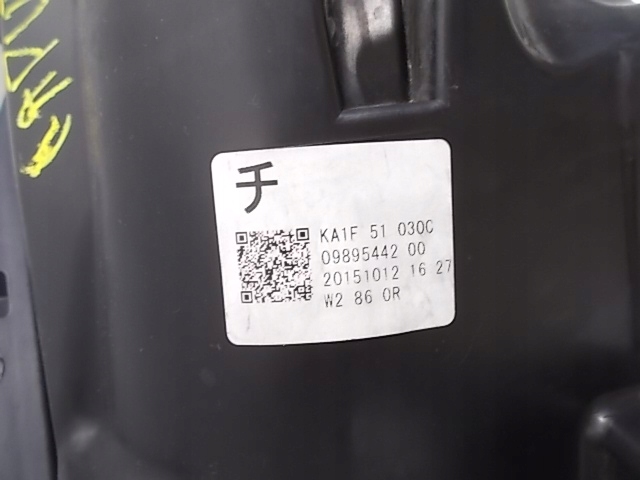 チ
KA1F 51 030C
09895442 00
20151012 16 27
W2 86 0R